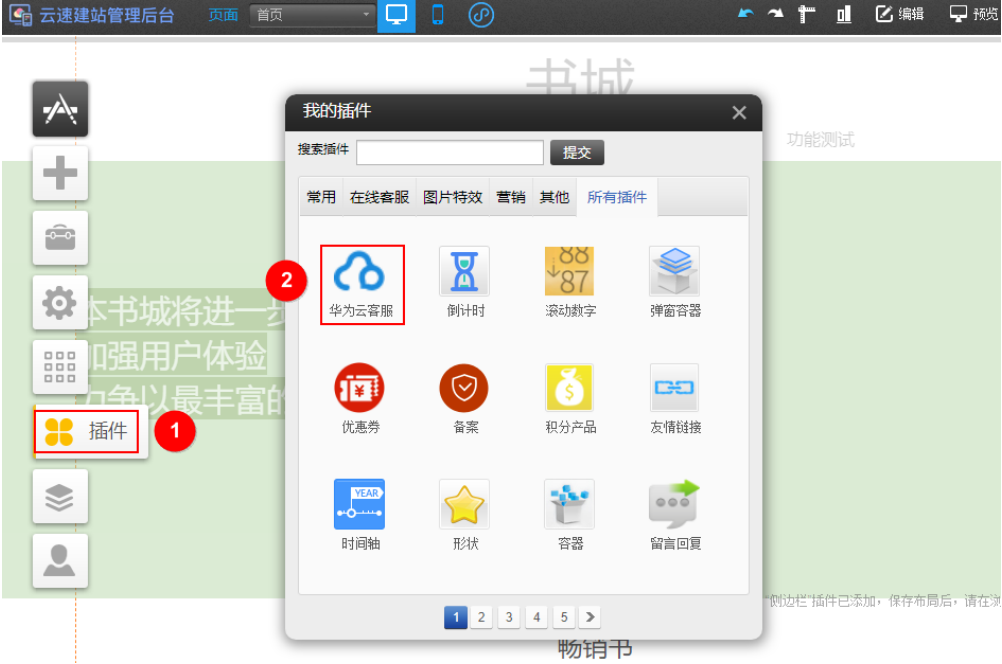 云速建站管理后台 页面 首页 编辑 预览
书城
功能测试
我的插件
搜索插件 提交
常用 在线客服 图片特效 营销 其他 所有插件
2
华为云客服 倒计时 滚动数字 弹窗容器
88
87
本书城将进一步
加强用户体验
力争以最丰富的
优惠券 备案 积分产品 友情链接
插件 1
YEAR
时间轴 形状 容器 留言回复
"侧边栏"插件已添加，保存布局后，请在浏
1 2 3 4 5
畅销书